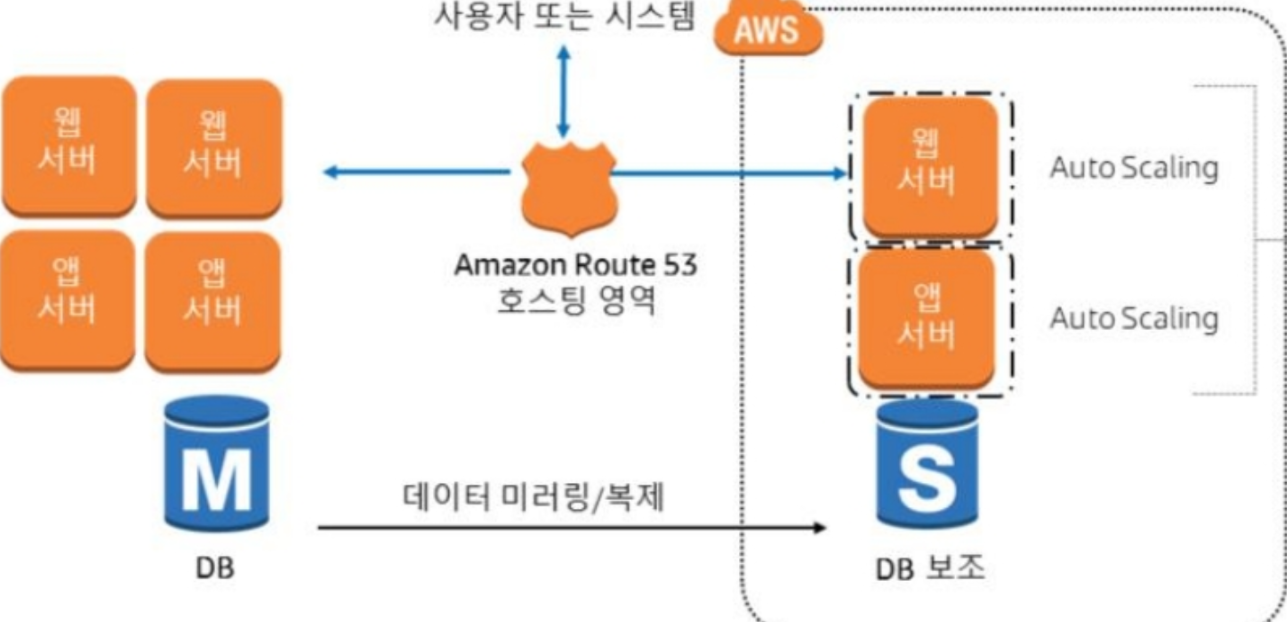 사용자 또는 시스템
AWS
웹
서버
웹
서버
앱
서버
앱
서버
Amazon Route 53
호스팅 영역
웹
서버
Auto Scaling
앱
서버
Auto Scaling
M
DB
데이터 미러링/복제
S
DB 보조